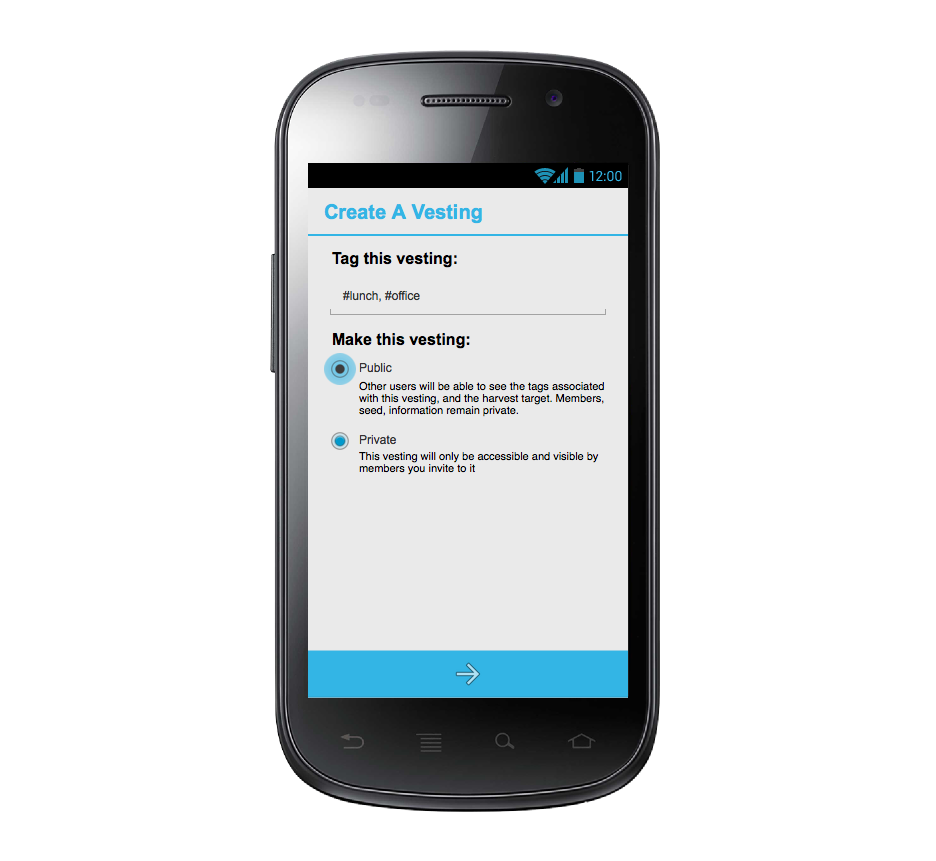 12:00
Create A Vesting
Tag this vesting:
#lunch, #office
Make this vesting:
Public
Other users will be able to see the tags associated
with this vesting, and the harvest target. Members,
seed, information remain private.
Private
This vesting will only be accessible and visible by
members you invite to it